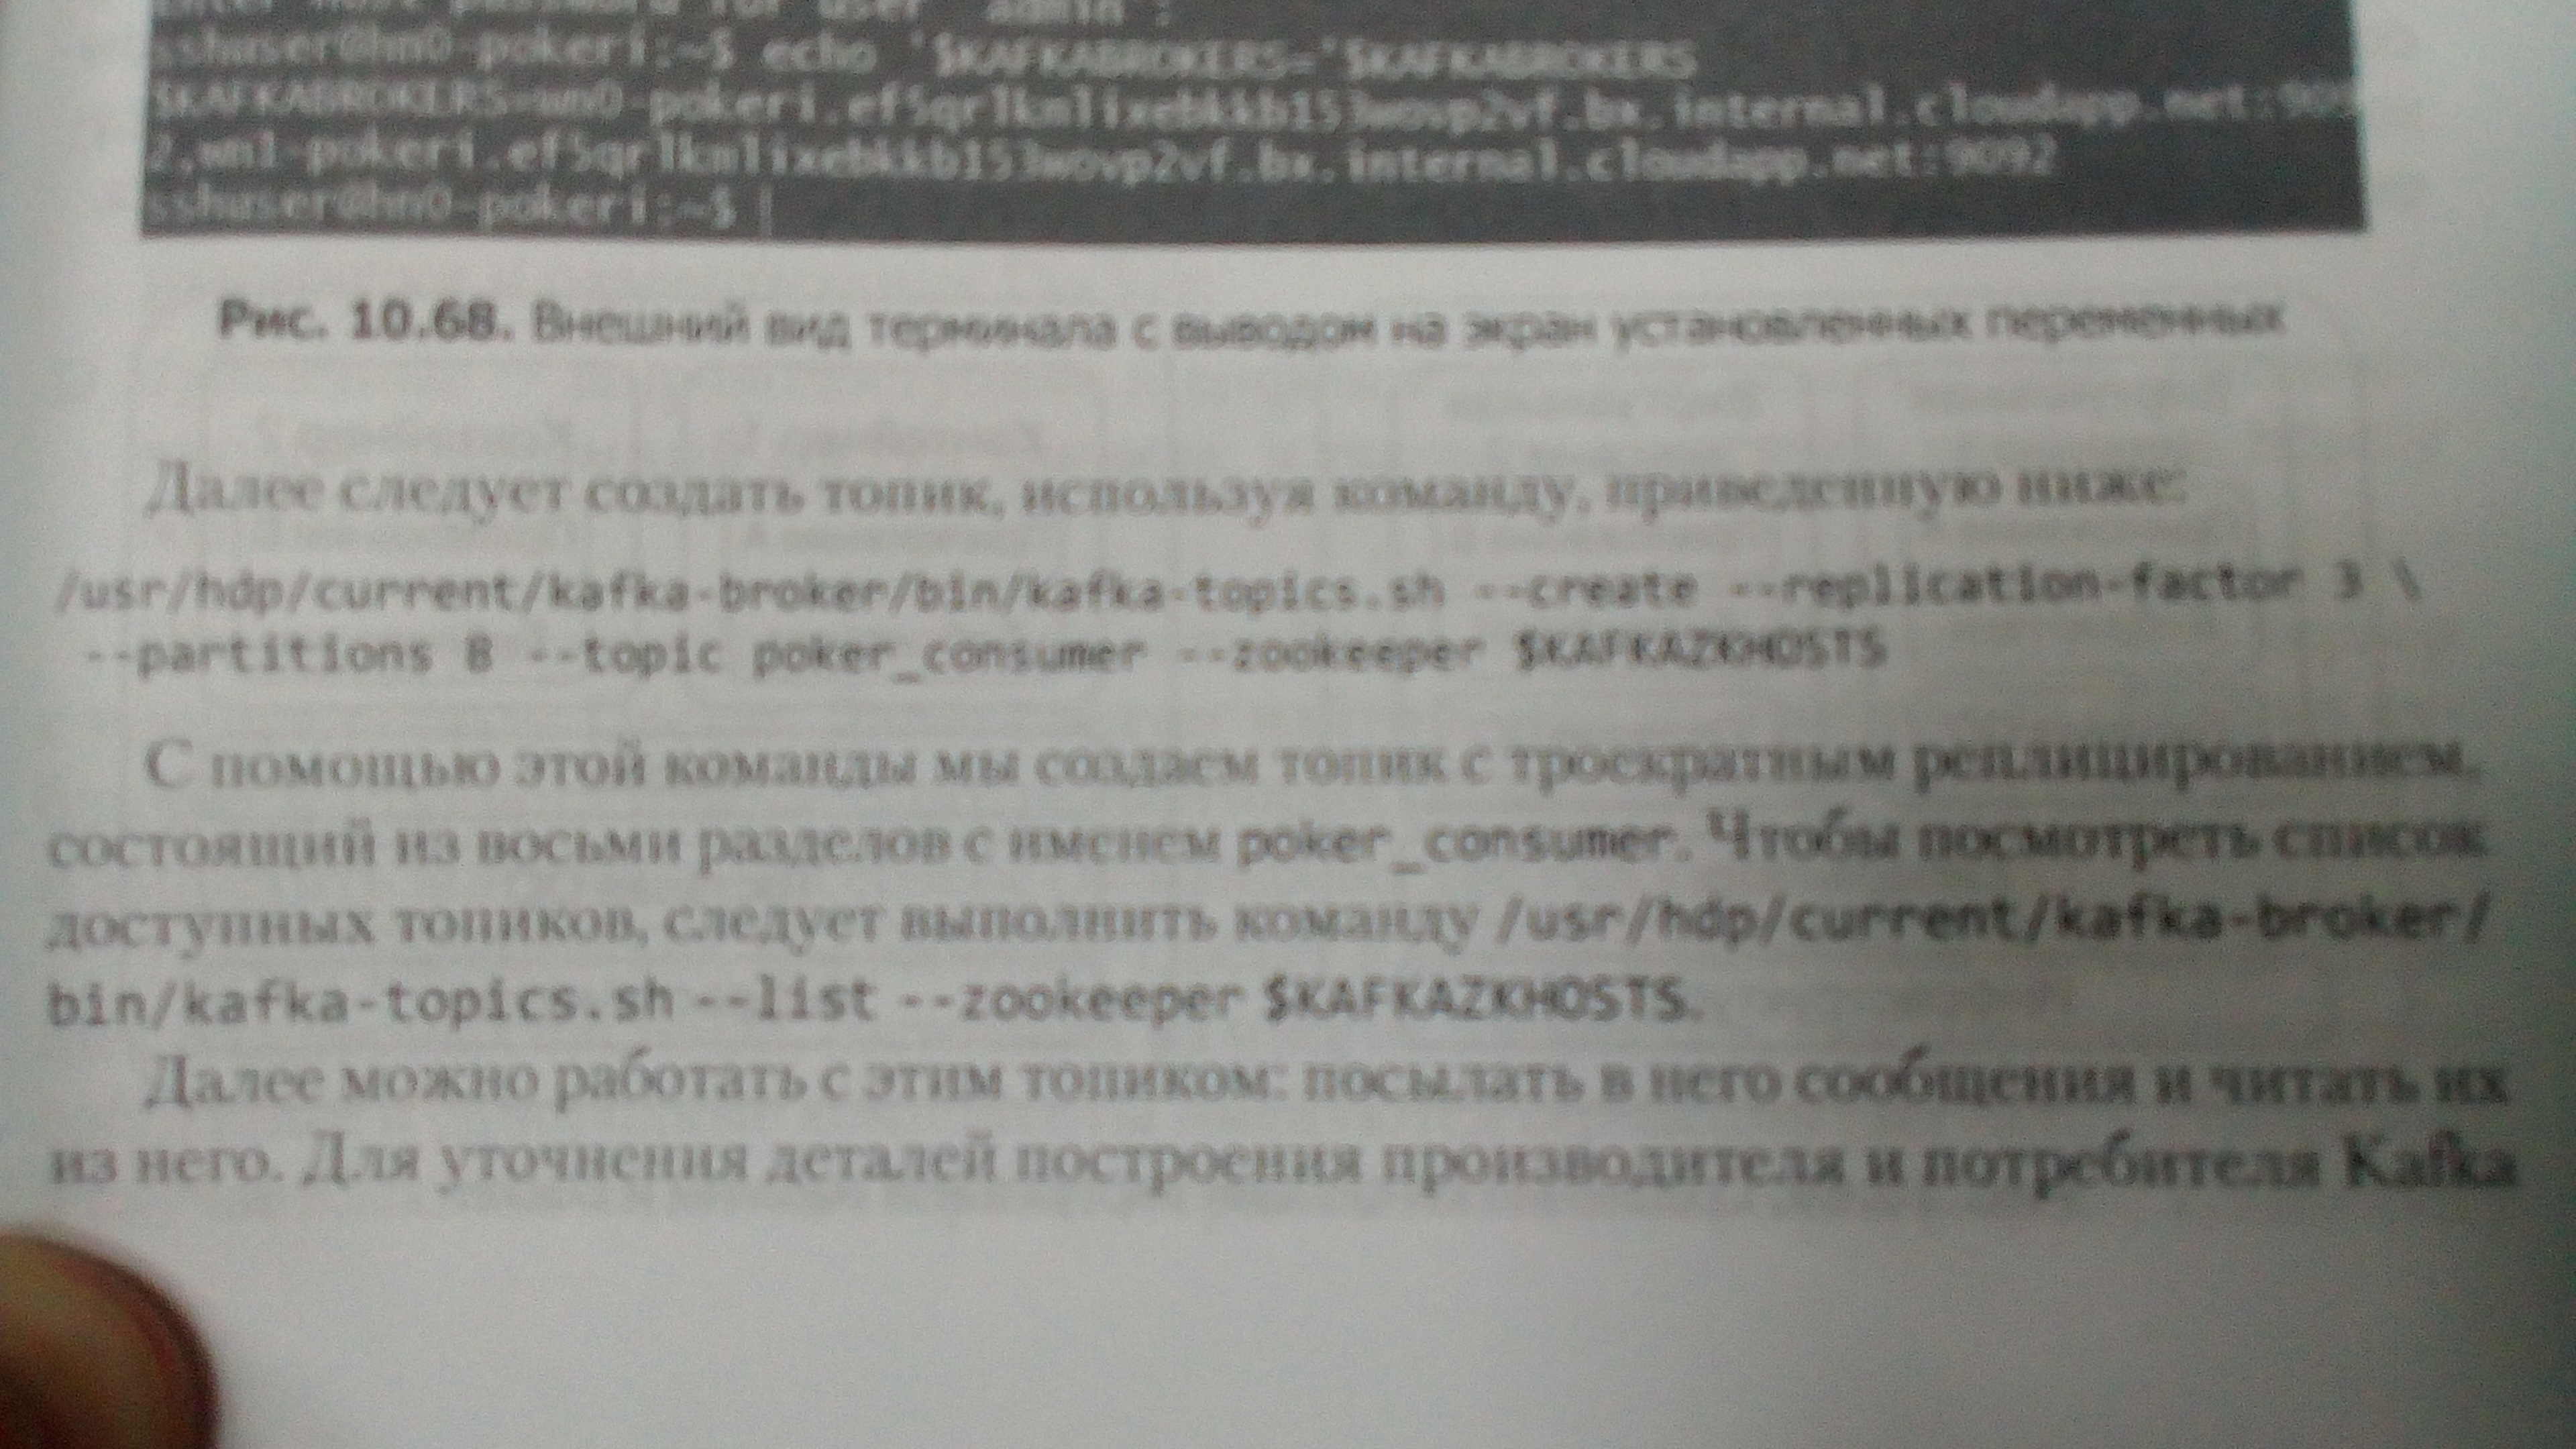 password for user 'admin':
sshuser@hn0-pokeri:~$ echo '$KAFKABROKERS='$KAFKABROKERS
$KAFKABROKERS=wn0-pokeri.ef5qrlkmlixebkkb153wovp2vf.bx.internal.cloudapp.net:909
2,wn1-pokeri.ef5qrlkmlixebkkb153wovp2vf.bx.internal.cloudapp.net:9092
sshuser@hn0-pokeri:~$
Рис. 10.68. Внешний вид терминала с выводом на экран установленных переменных
Далее следует создать топик, используя команду, приведенную ниже:
/usr/hdp/current/kafka-broker/bin/kafka-topics.sh --create --replication-factor 3 \
--partitions 8 --topic poker_consumer --zookeeper $KAFKAZKHOSTS
С помощью этой команды мы создаем топик с троекратным реплицированием,
состоящий из восьми разделов с именем poker_consumer. Чтобы посмотреть список
доступных топиков, следует выполнить команду /usr/hdp/current/kafka-broker/
bin/kafka-topics.sh --list --zookeeper $KAFKAZKHOSTS.
Далее можно работать с этим топиком: посылать в него сообщения и читать их
из него. Для уточнения деталей построения производителя и потребителя Kafka